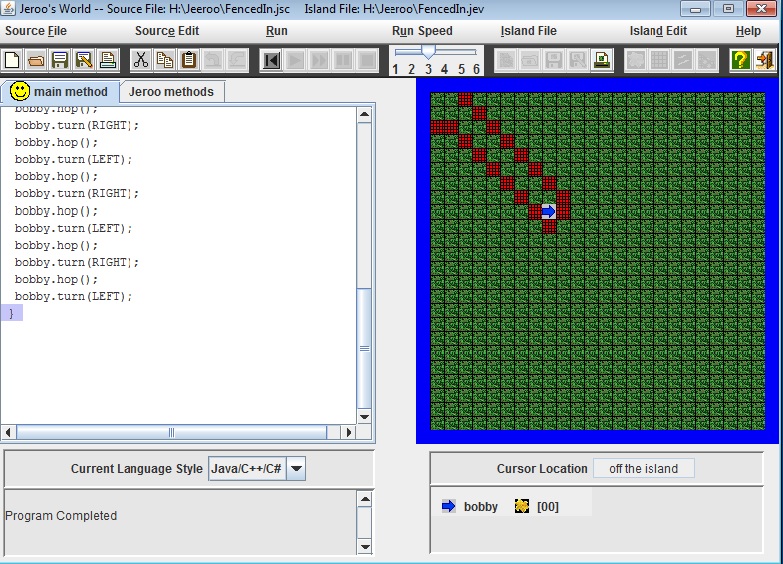 Jeroo's World -- Source File: H:\Jeeroo\FencedIn.jsc Island File: H:\Jeeroo\FencedIn.jev
Source File Source Edit Run Run Speed Island File Island Edit Help
1 2 3 4 5 6
main method Jeroo methods
bobby.hop();
bobby.turn(RIGHT);
bobby.hop();
bobby.turn(LEFT);
bobby.hop();
bobby.turn(RIGHT);
bobby.hop();
bobby.turn(LEFT);
bobby.hop();
bobby.turn(RIGHT);
bobby.hop();
bobby.turn(LEFT);
}
Current Language Style Java/C++/C#
Program Completed
Cursor Location off the island
bobby [00]